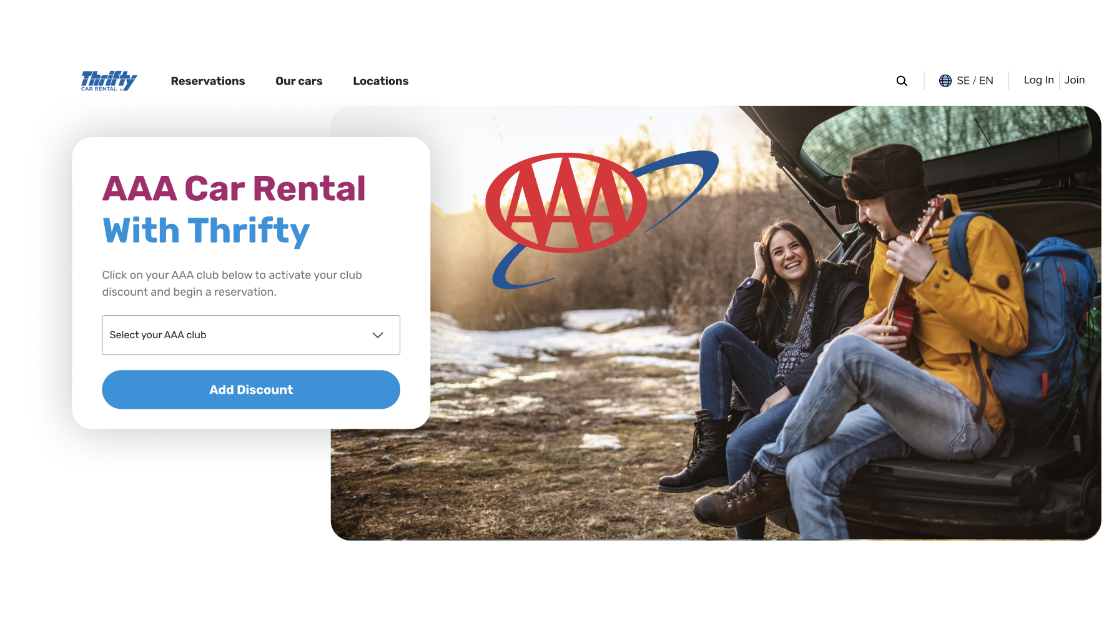 Thrifty
CAR RENTAL
Reservations
Our cars
Locations
SE / EN
Log In
Join
AAA Car Rental
With Thrifty
Click on your AAA club below to activate your club
discount and begin a reservation.
Select your AAA club
Add Discount
AAA